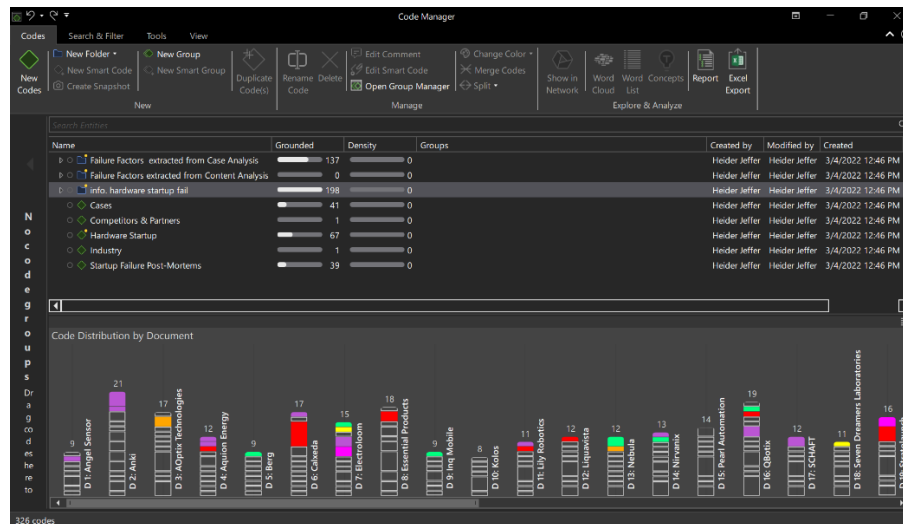 Code Manager
Codes Search & Filter Tools View
New Folder New Group Edit Comment Change Color
New Smart Code New Smart Group Edit Smart Code Merge Codes
Create Snapshot Open Group Manager Split
New Codes
Duplicate Code(s)
Rename Code
Delete
Show in Network
Word Cloud
Word List
Concepts
Report
Excel Export
New Manage Explore & Analyze
Search Entities
Name Grounded Density Groups Created by Modified by Created
Failure Factors extracted from Case Analysis 137 0 Heider Jeffer Heider Jeffer 3/4/2022 12:46 PM
Failure Factors extracted from Content Analysis 0 0 Heider Jeffer Heider Jeffer 3/4/2022 12:46 PM
info. hardware startup fail 198 0 Heider Jeffer Heider Jeffer 3/4/2022 12:46 PM
Cases 41 0 Heider Jeffer Heider Jeffer 3/4/2022 12:46 PM
Competitors & Partners 1 0 Heider Jeffer Heider Jeffer 3/4/2022 12:46 PM
Hardware Startup 67 0 Heider Jeffer Heider Jeffer 3/4/2022 12:46 PM
Industry 1 0 Heider Jeffer Heider Jeffer 3/4/2022 12:46 PM
Startup Failure Post-Mortems 39 0 Heider Jeffer Heider Jeffer 3/4/2022 12:46 PM
No code groups
Drag codes here to
Code Distribution by Document
9 D 1: Angel Sensor
21 D 2: Anki
17 D 3: AQptix Technologies
12 D 4: Aquion Energy
9 D 5: Berg
17 D 6: Calxeda
15 D 7: Electroloom
18 D 8: Essential Products
9 D 9: Inq Mobile
8 D 10: Kolos
11 D 11: Lily Robotics
12 D 12: Liquavista
12 D 13: Nebula
13 D 14: Nirvanix
14 D 15: Pearl Automation
19 D 16: QBotix
12 D 17: SCHAFT
11 D 18: Seven Dreamers Laboratories
16
326 codes